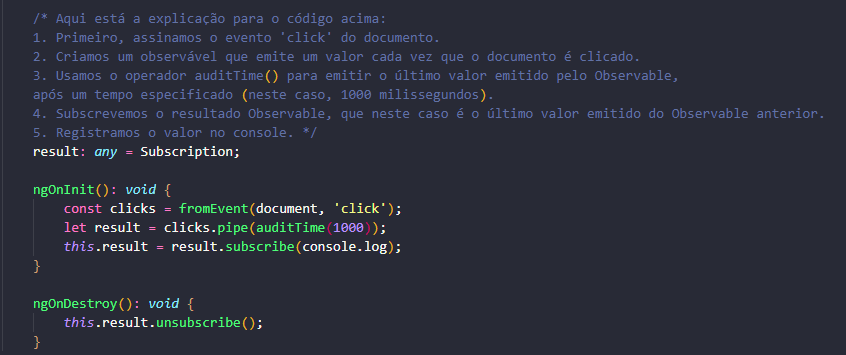 /* Aqui está a explicação para o código acima:
1. Primeiro, assinamos o evento 'click' do documento.
2. Criamos um observável que emite um valor cada vez que o documento é clicado.
3. Usamos o operador auditTime() para emitir o último valor emitido pelo Observable,
após um tempo especificado (neste caso, 1000 milissegundos).
4. Subscrevemos o resultado Observable, que neste caso é o último valor emitido do Observable anterior.
5. Registramos o valor no console. */
result: any = Subscription;
ngOnInit(): void {
const clicks = fromEvent(document, 'click');
let result = clicks.pipe(auditTime(1000));
this.result = result.subscribe(console.log);
}
ngOnDestroy(): void {
this.result.unsubscribe();
}